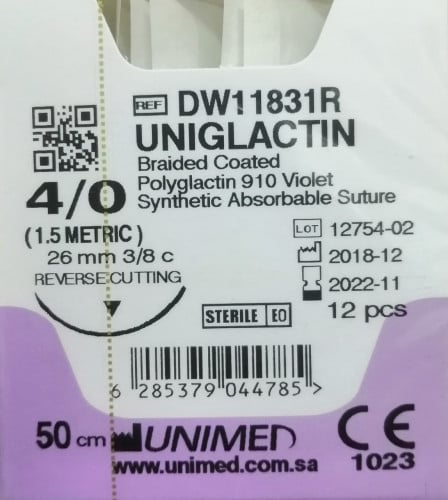 REF DW11831R
UNIGLACTIN
Braided Coated
Polyglactin 910 Violet
Synthetic Absorbable Suture
4/0
(1.5 METRIC)
26 mm 3/8 c
REVERSE CUTTING
LOT 12754-02
2018-12
2022-11
12 pcs
STERILE EO
6 285379 044785 >
50 cm UNIMED
www.unimed.com.sa
CE
1023